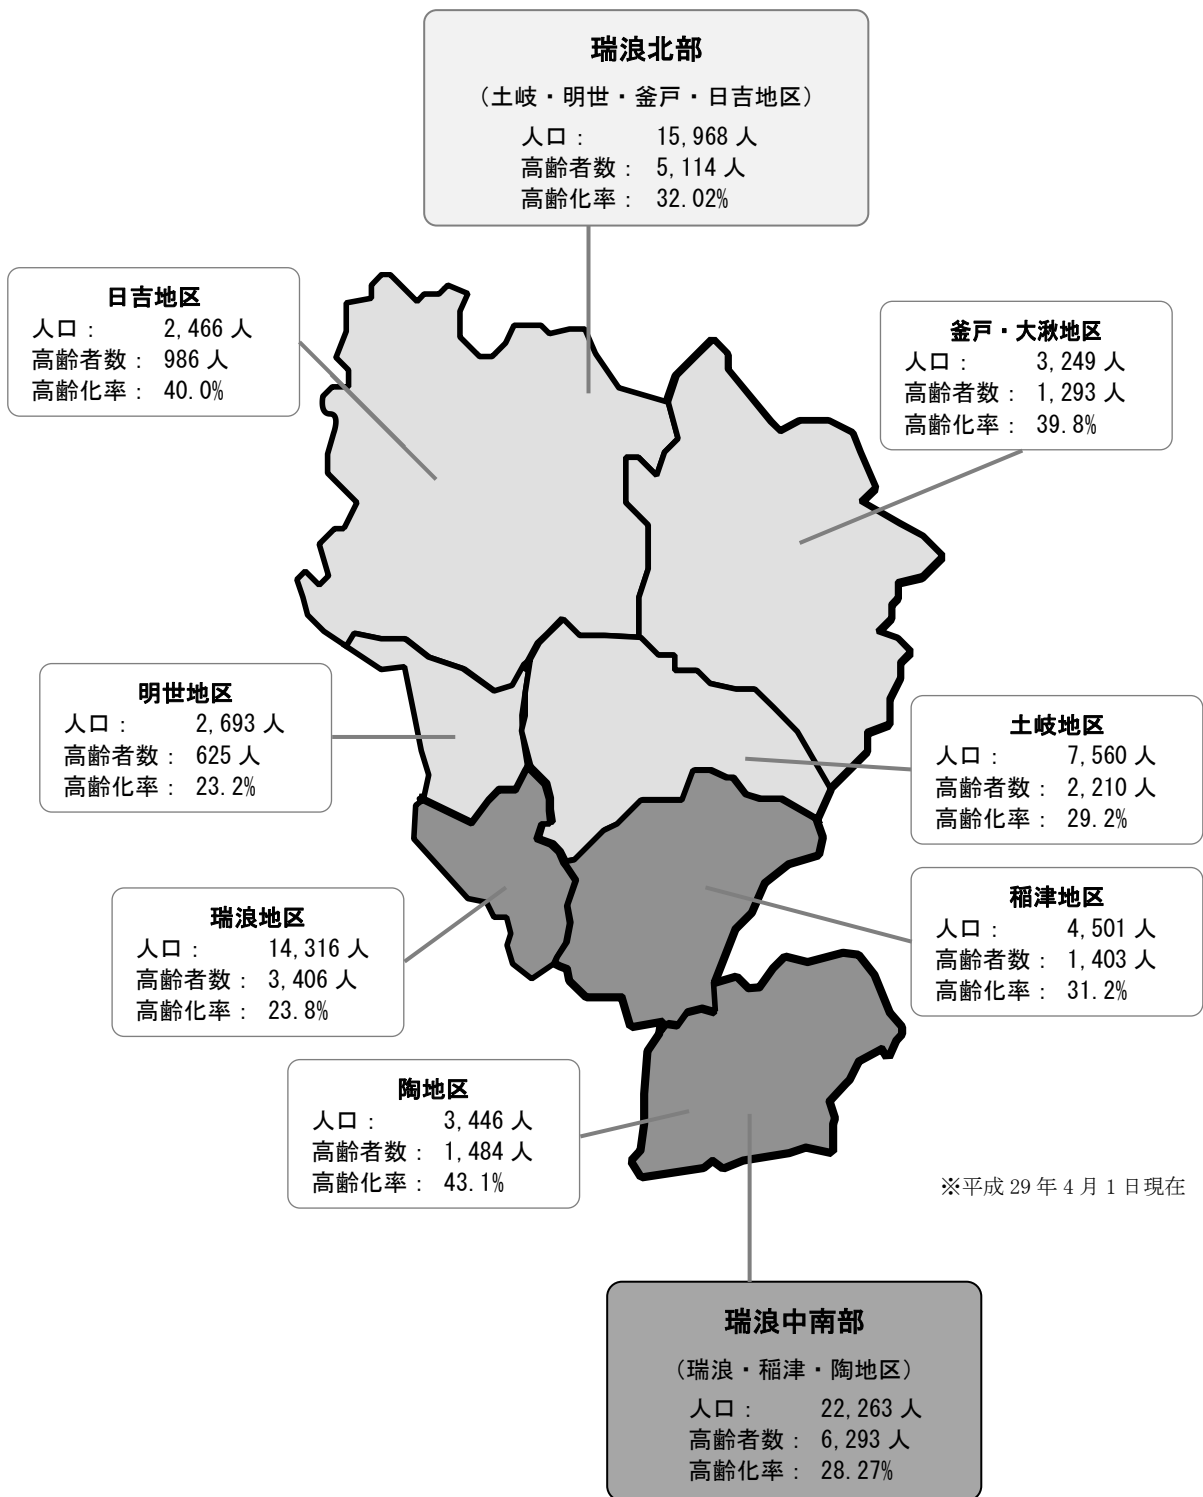 瑞浪北部
（土岐・明世・釜戸・日吉地区）
人口： 15,968 人
高齢者数： 5,114 人
高齢化率： 32.02%
日吉地区
人口： 2,466 人
高齢者数： 986 人
高齢化率： 40.0%
釜戸・大湫地区
人口： 3,249 人
高齢者数： 1,293 人
高齢化率： 39.8%
明世地区
人口： 2,693 人
高齢者数： 625 人
高齢化率： 23.2%
土岐地区
人口： 7,560 人
高齢者数： 2,210 人
高齢化率： 29.2%
瑞浪地区
人口： 14,316 人
高齢者数： 3,406 人
高齢化率： 23.8%
稲津地区
人口： 4,501 人
高齢者数： 1,403 人
高齢化率： 31.2%
陶地区
人口： 3,446 人
高齢者数： 1,484 人
高齢化率： 43.1%
※平成 29 年 4 月 1 日現在
瑞浪中南部
（瑞浪・稲津・陶地区）
人口： 22,263 人
高齢者数： 6,293 人
高齢化率： 28.27%